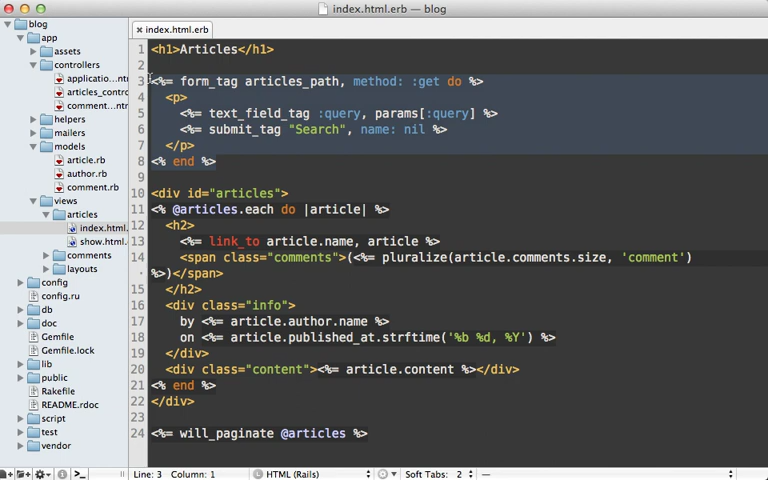 index.html.erb — blog
blog
app
assets
controllers
applicatio...ntr
articles_contro
comment...ntr
helpers
mailers
models
article.rb
author.rb
comment.rb
views
articles
index.html.
show.html.
comments
layouts
config
config.ru
db
doc
Gemfile
Gemfile.lock
lib
public
Rakefile
README.rdoc
script
test
vendor
index.html.erb
1 <h1>Articles</h1>
2
3 <%= form_tag articles_path, method: :get do %>
4 <p>
5 <%= text_field_tag :query, params[:query] %>
6 <%= submit_tag "Search", name: nil %>
7 </p>
8 <% end %>
9
10 <div id="articles">
11 <% @articles.each do |article| %>
12 <h2>
13 <%= link_to article.name, article %>
14 <span class="comments">(<%= pluralize(article.comments.size, 'comment')
%>)</span>
15 </h2>
16 <div class="info">
17 by <%= article.author.name %>
18 on <%= article.published_at.strftime('%b %d, %Y') %>
19 </div>
20 <div class="content"><%= article.content %></div>
21 <% end %>
22 </div>
23
24 <%= will_paginate @articles %>
Line: 3 Column: 1 HTML (Rails) Soft Tabs: 2 —